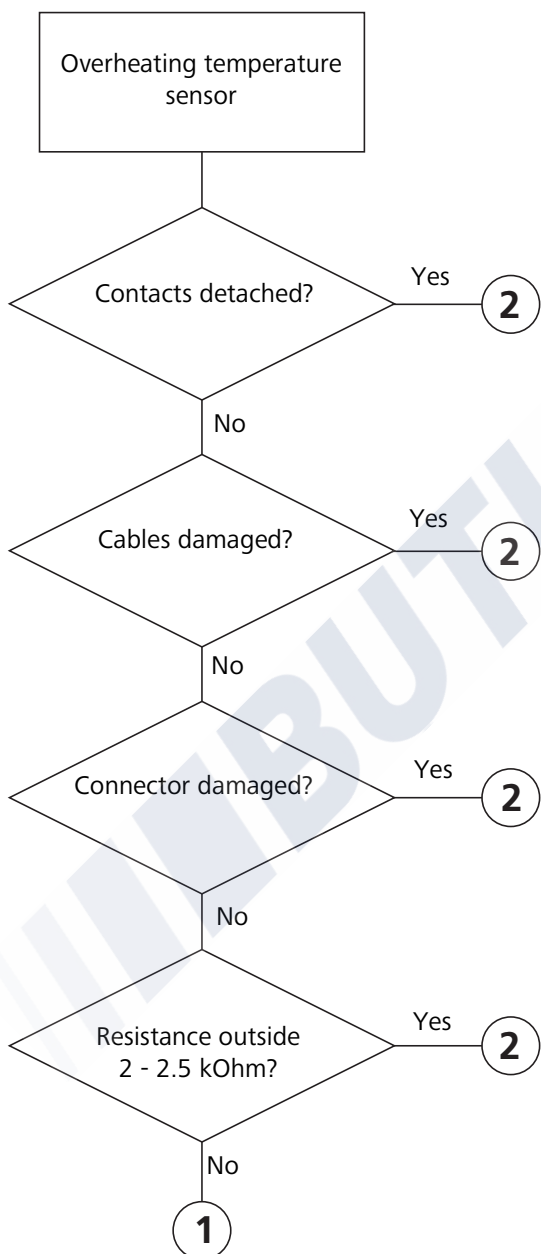 Overheating temperature
sensor
Contacts detached?
Yes
2
No
Cables damaged?
Yes
2
No
Connector damaged?
Yes
2
No
Resistance outside
2 - 2.5 kOhm?
Yes
2
No
1
BUT